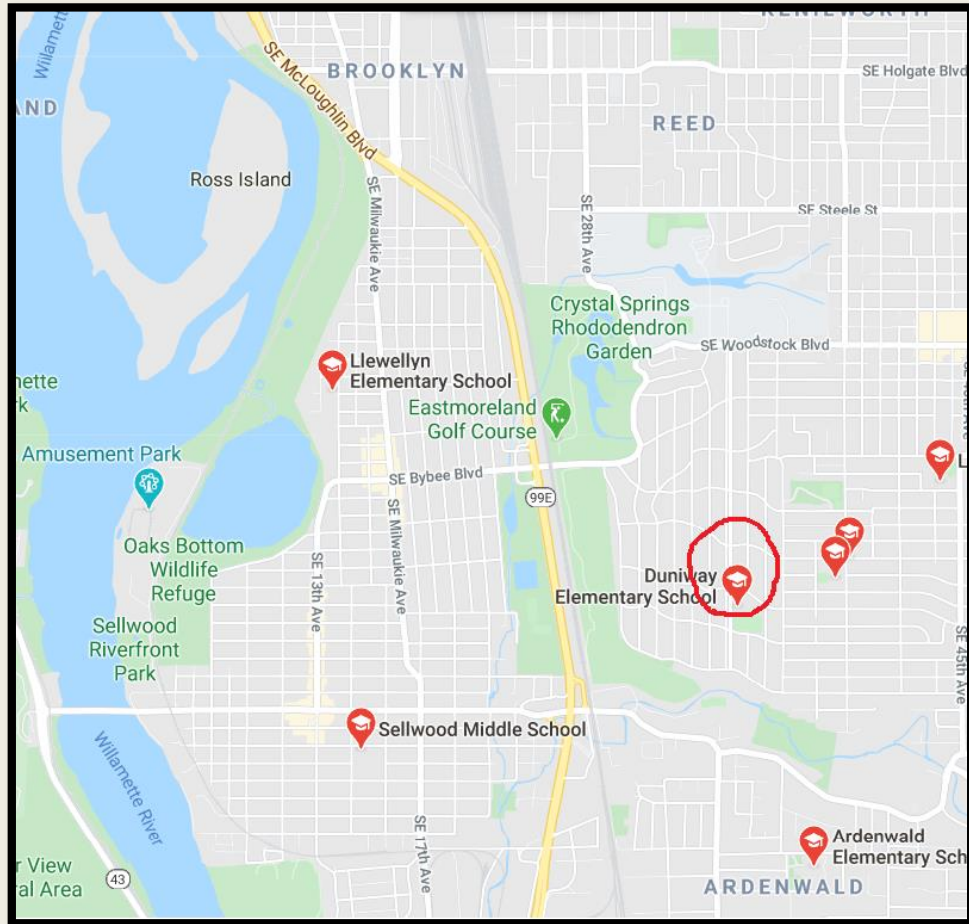 KENILWORTH
Willamette
SE McLoughlin Blvd
BROOKLYN
SE Holgate Blvd
AND
REED
Ross Island
SE Milwaukie Ave
SE 28th Ave
SE Steele St
Crystal Springs
Rhododendron
Garden
SE Woodstock Blvd
Llewellyn
Elementary School
nette
rk
Eastmoreland
Golf Course
Amusement Park
SE Bybee Blvd
L
99E
SE Milwaukie Ave
Oaks Bottom
Wildlife
Refuge
SE 13th Ave
Duniway
Elementary School
Sellwood
Riverfront
Park
SE 45th Ave
Sellwood Middle School
Willamette River
SE 17th Ave
Ardenwald
Elementary Sch
r View
ral Area
43
ARDENWALD